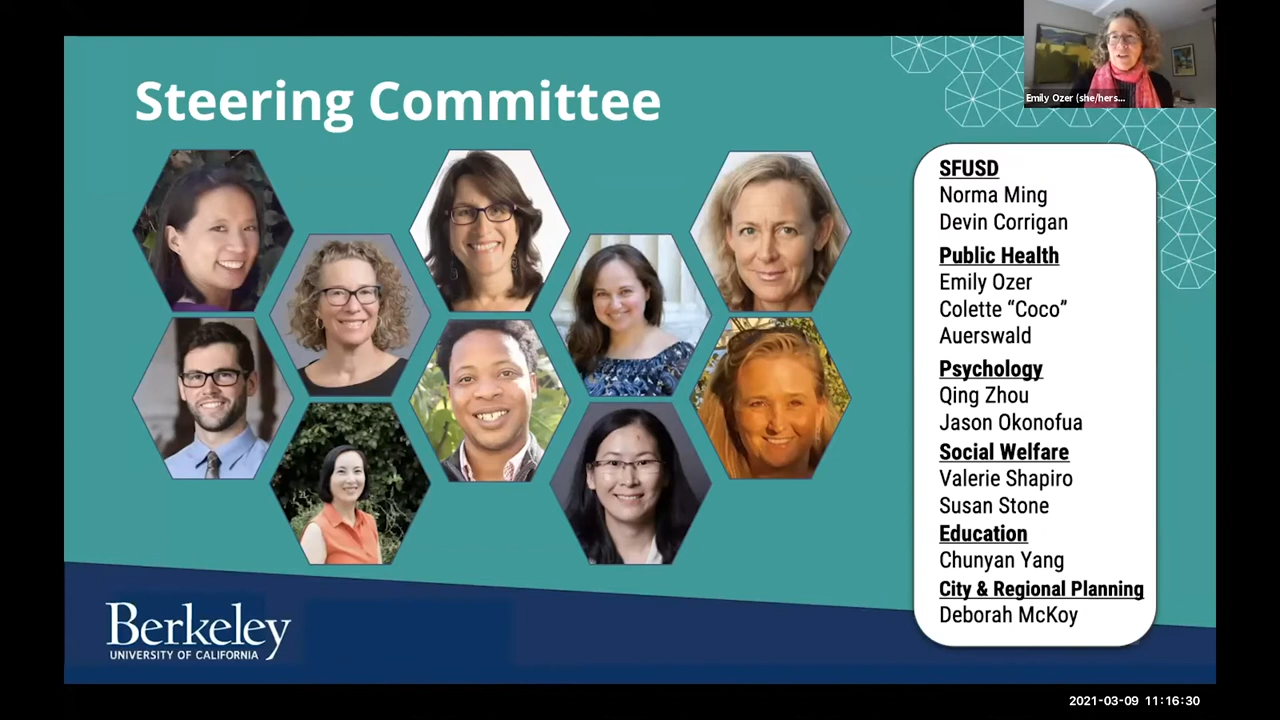 Steering Committee
Emily Ozer (she/hers...
SFUSD
Norma Ming
Devin Corrigan
Public Health
Emily Ozer
Colette “Coco”
Auerswald
Psychology
Qing Zhou
Jason Okonofua
Social Welfare
Valerie Shapiro
Susan Stone
Education
Chunyan Yang
City & Regional Planning
Deborah McKoy
Berkeley
UNIVERSITY OF CALIFORNIA
2021-03-09 11:16:30